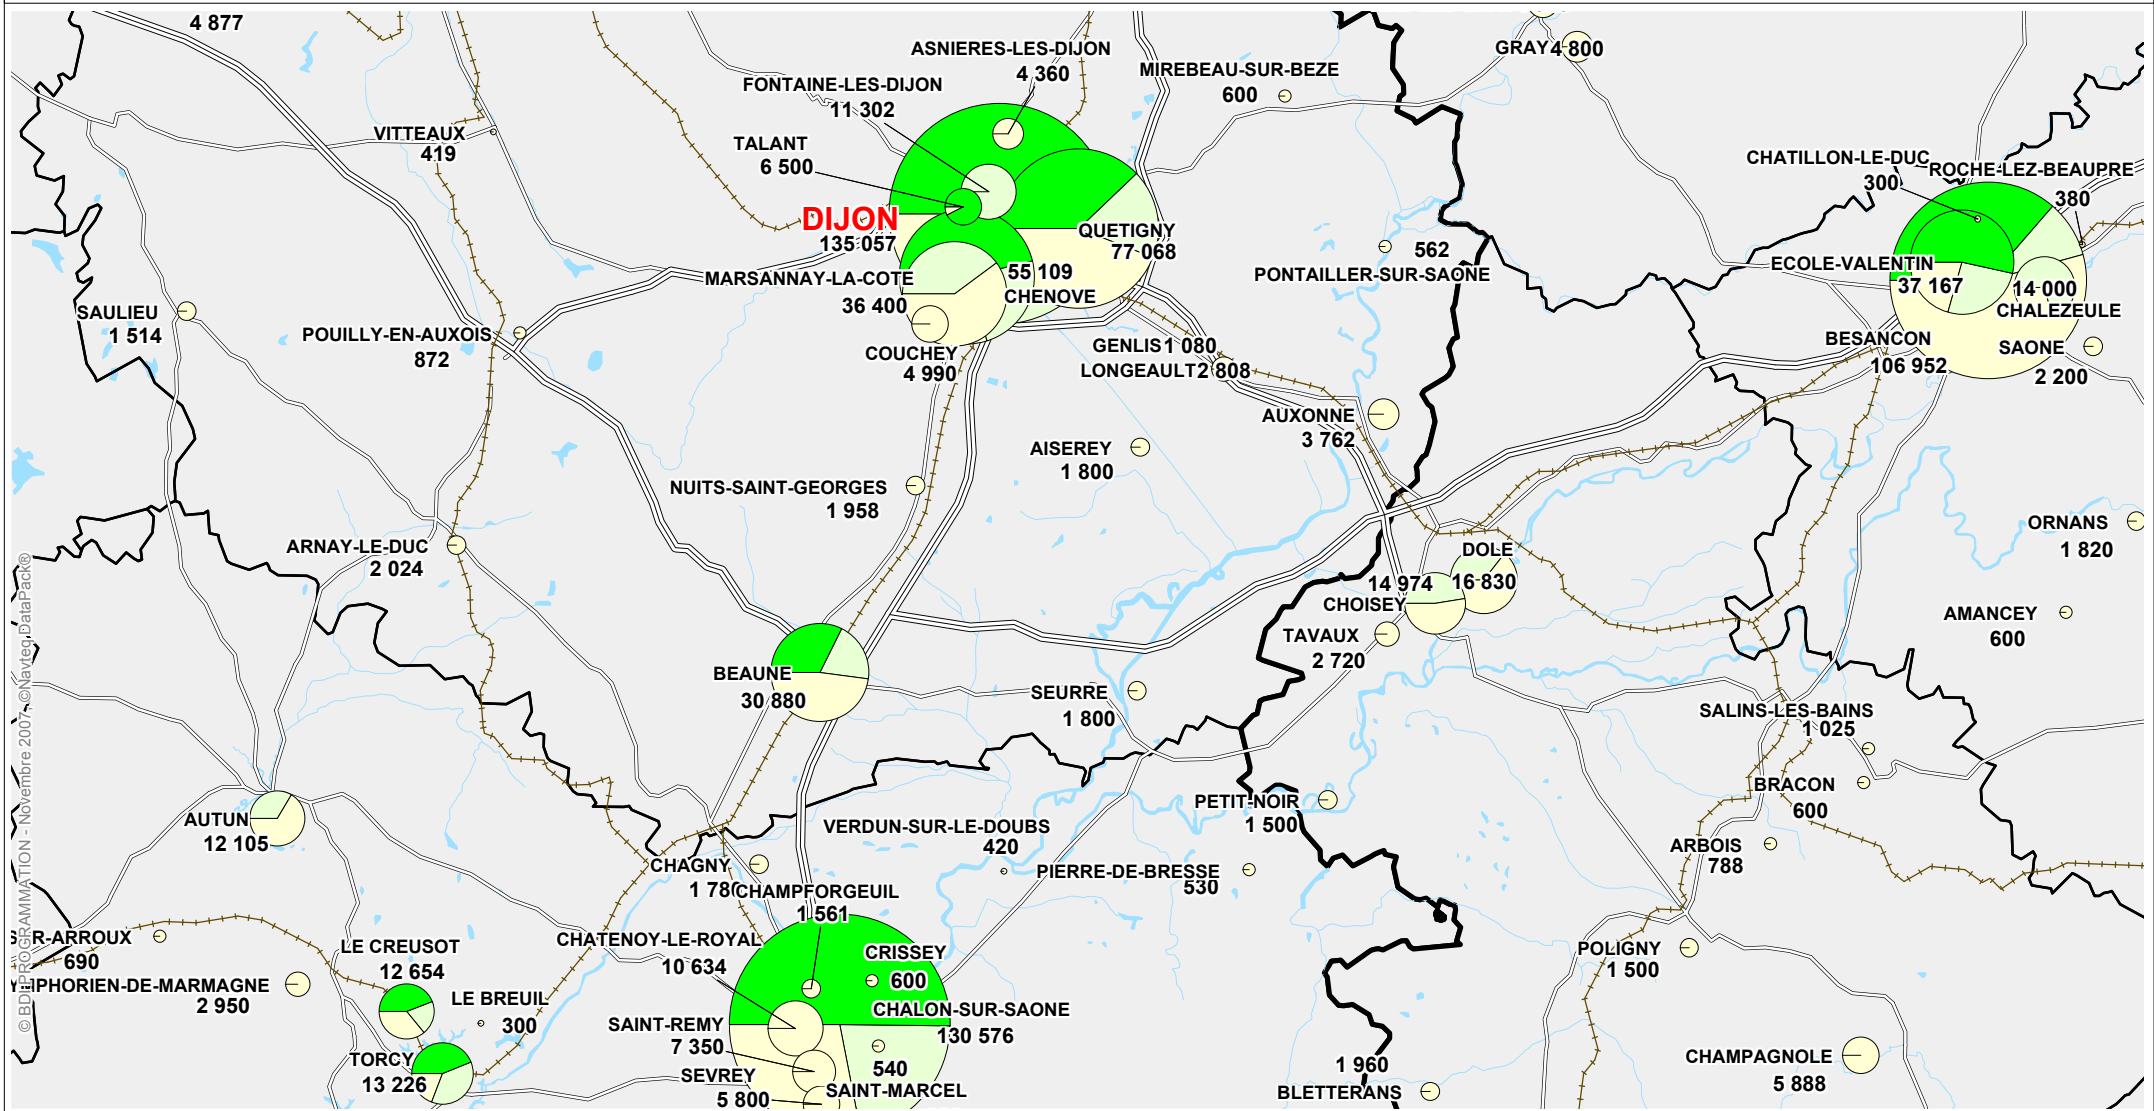 4 877
ASNIERES-LES-DIJON
4 360
GRAY 4 800
MIREBEAU-SUR-BEZE
600
FONTAINE-LES-DIJON
11 302
VITTEAUX
419
TALANT
6 500
CHATILLON-LE-DUC
300
ROCHE-LEZ-BEAUPRE
380
DIJON
135 057
QUETIGNY
77 068
562
PONTAILLER-SUR-SAONE
MARSANNAY-LA-COTE
36 400
55 109
CHENOVE
ECOLE-VALENTIN
37 167
14 000
CHALEZEULE
SAULIEU
1 514
POUILLY-EN-AUXOIS
872
COUCHEY
4 990
GENLIS 1 080
LONGEAULT 2 808
BESANCON
106 952
SAONE
2 200
AUXONNE
3 762
AISEREY
1 800
NUITS-SAINT-GEORGES
1 958
ORNANS
1 820
ARNAY-LE-DUC
2 024
DOLE
16 830
14 974
CHOISEY
AMANCEY
600
TAVAUX
2 720
BEAUNE
30 880
SEURRE
1 800
SALINS-LES-BAINS
1 025
BRACON
600
PETIT-NOIR
1 500
AUTUN
12 105
VERDUN-SUR-LE-DOUBS
420
ARBOIS
788
CHAGNY
1 780
PIERRE-DE-BRESSE
530
CHAMPFORGEUIL
1 561
R-ARROUX
690
LE CREUSOT
12 654
CHATENOY-LE-ROYAL
10 634
CRISSEY
600
POLIGNY
1 500
MPHORIEN-DE-MARMAGNE
2 950
LE BREUIL
300
CHALON-SUR-SAONE
130 576
SAINT-REMY
7 350
TORCY
13 226
540
SAINT-MARCEL
SEVREY
5 800
1 960
BLETTERANS
CHAMPAGNOLE
5 888
© BDI-PROGRAMMATION - Novembre 2007, ©Navteq DataPack®